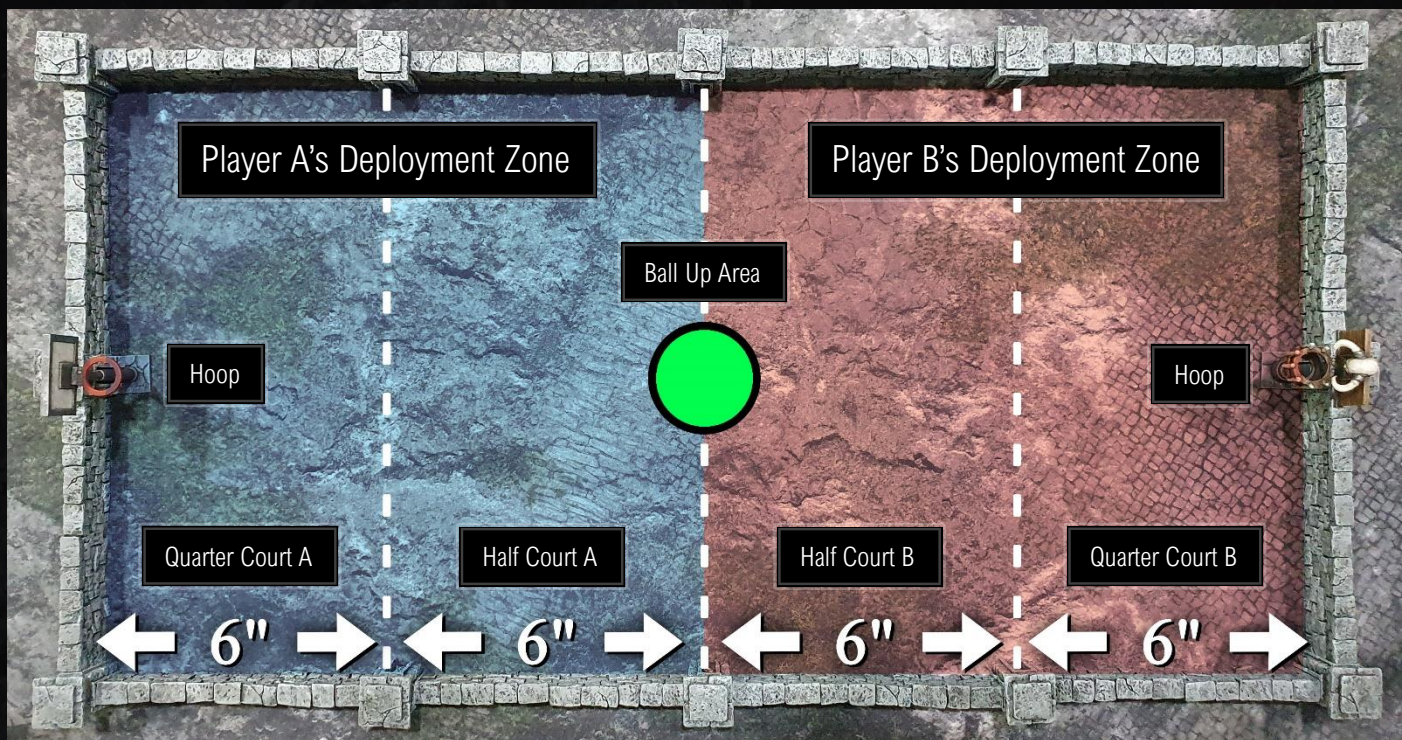 Player A's Deployment Zone
Player B's Deployment Zone
Ball Up Area
Hoop
Hoop
Quarter Court A
Half Court A
Half Court B
Quarter Court B
6"
6"
6"
6"